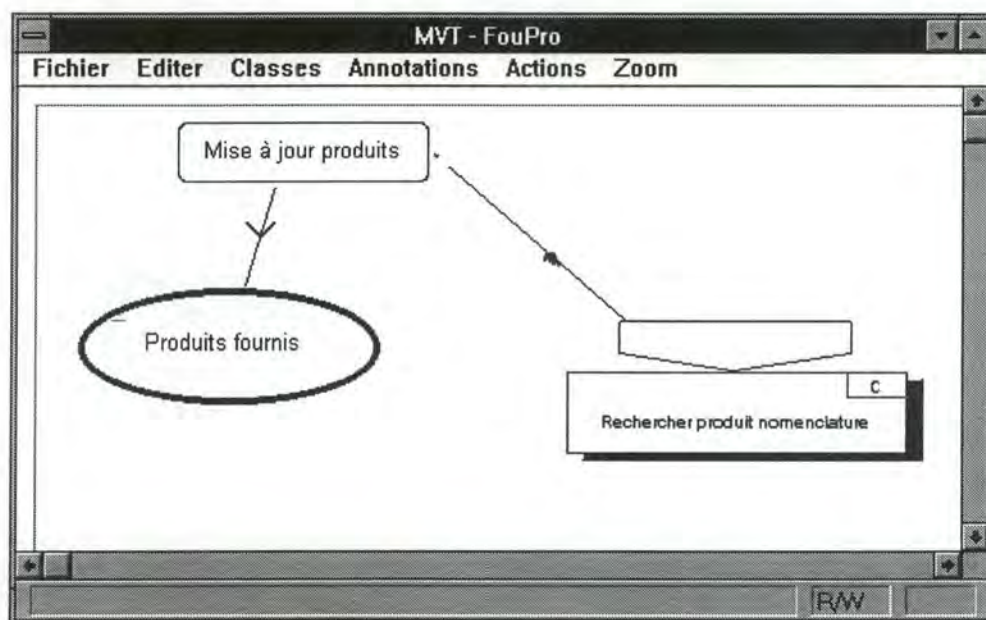 MVT - FouPro
Fichier Editer Classes Annotations Actions Zoom
Mise à jour produits
Produits fournis
C
Rechercher produit nomenclature
R/W